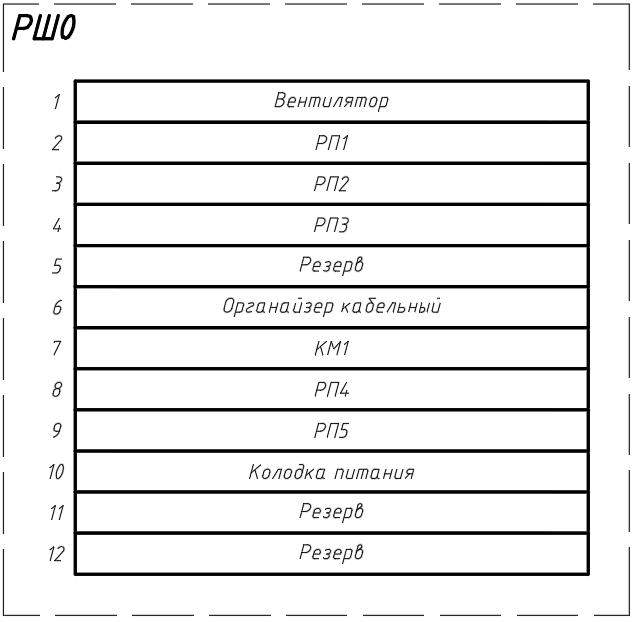 РШ0
1 Вентилятор
2 РП1
3 РП2
4 РП3
5 Резерв
6 Органайзер кабельный
7 КМ1
8 РП4
9 РП5
10 Колодка питания
11 Резерв
12 Резерв